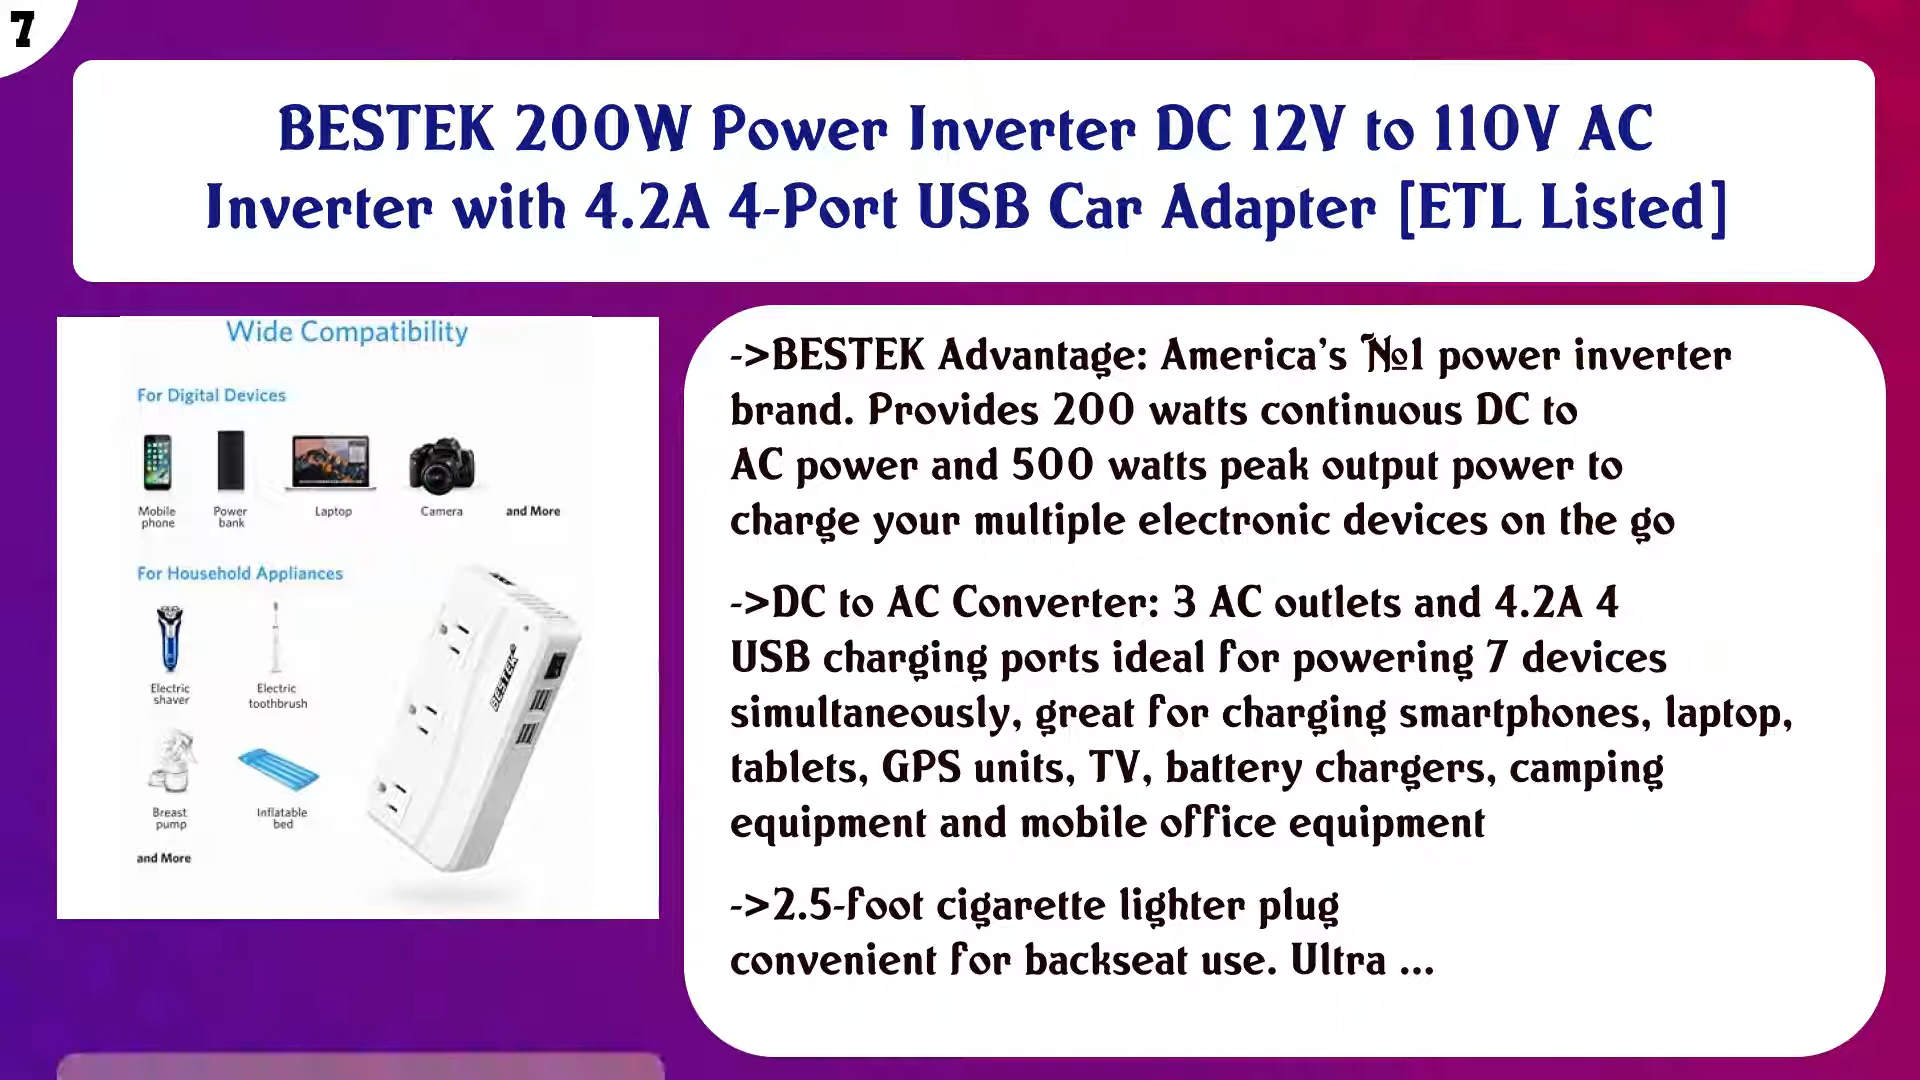 7
BESTEK 200W Power Inverter DC 12V to 110V AC
Inverter with 4.2A 4-Port USB Car Adapter [ETL Listed]
Wide Compatibility
For Digital Devices
Mobile phone
Power bank
Laptop
Camera
and More
For Household Appliances
Electric shaver
Electric toothbrush
Breast pump
Inflatable bed
and More
BESTEK
->BESTEK Advantage: America's №1 power inverter
brand. Provides 200 watts continuous DC to
AC power and 500 watts peak output power to
charge your multiple electronic devices on the go
->DC to AC Converter: 3 AC outlets and 4.2A 4
USB charging ports ideal for powering 7 devices
simultaneously, great for charging smartphones, laptop,
tablets, GPS units, TV, battery chargers, camping
equipment and mobile office equipment
->2.5-foot cigarette lighter plug
convenient for backseat use. Ultra ...